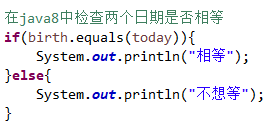 在java8中检查两个日期是否相等
if(birth.equals(today)){
    System.out.println("相等");
}else{
    System.out.println("不想等");
}